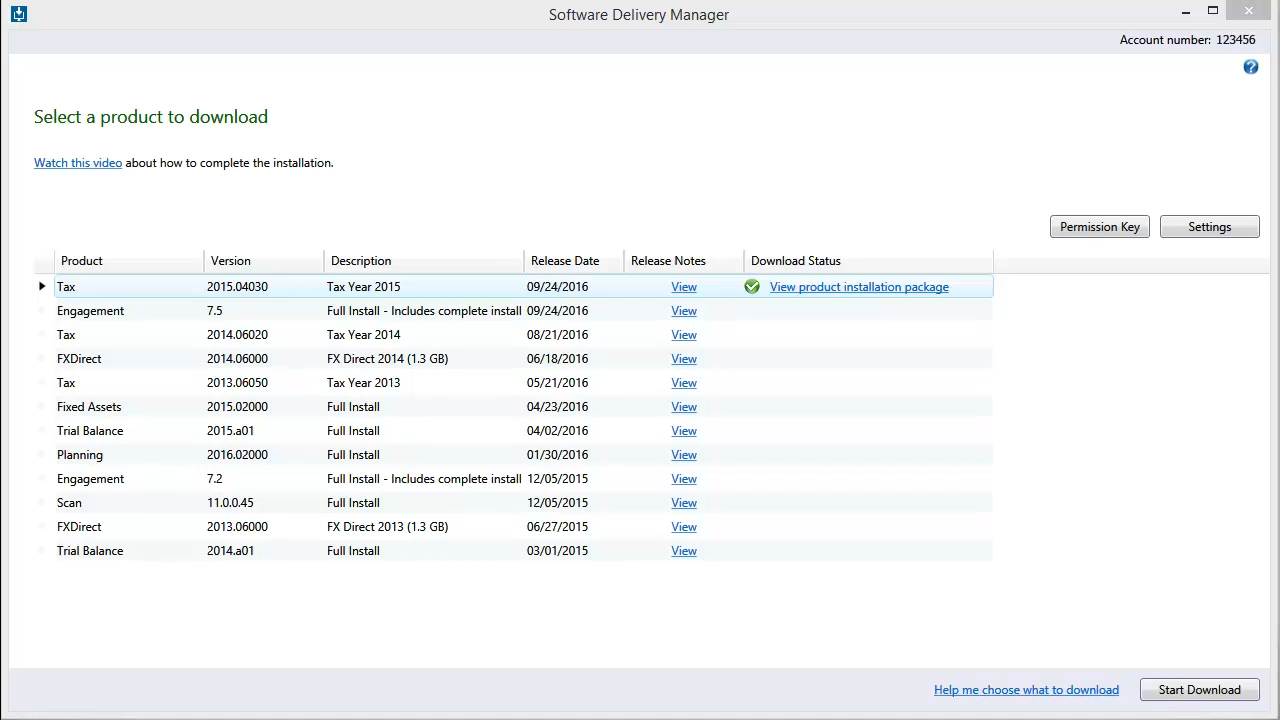 Software Delivery Manager
Account number: 123456
?
Select a product to download
Watch this video about how to complete the installation.
Permission Key Settings
Product Version Description Release Date Release Notes Download Status
Tax 2015.04030 Tax Year 2015 09/24/2016 View View product installation package
Engagement 7.5 Full Install - Includes complete install 09/24/2016 View
Tax 2014.06020 Tax Year 2014 08/21/2016 View
FXDirect 2014.06000 FX Direct 2014 (1.3 GB) 06/18/2016 View
Tax 2013.06050 Tax Year 2013 05/21/2016 View
Fixed Assets 2015.02000 Full Install 04/23/2016 View
Trial Balance 2015.a01 Full Install 04/02/2016 View
Planning 2016.02000 Full Install 01/30/2016 View
Engagement 7.2 Full Install - Includes complete install 12/05/2015 View
Scan 11.0.0.45 Full Install 12/05/2015 View
FXDirect 2013.06000 FX Direct 2013 (1.3 GB) 06/27/2015 View
Trial Balance 2014.a01 Full Install 03/01/2015 View
Help me choose what to download Start Download